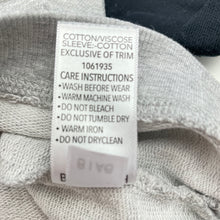 COTTON/VISCOSE
SLEEVE:-COTTON
EXCLUSIVE OF TRIM
1061935
CARE INSTRUCTIONS
•WASH BEFORE WEAR
•WARM MACHINE WASH
•DO NOT BLEACH
•DO NOT TUMBLE DRY
•WARM IRON
•DO NOT DRYCLEAN